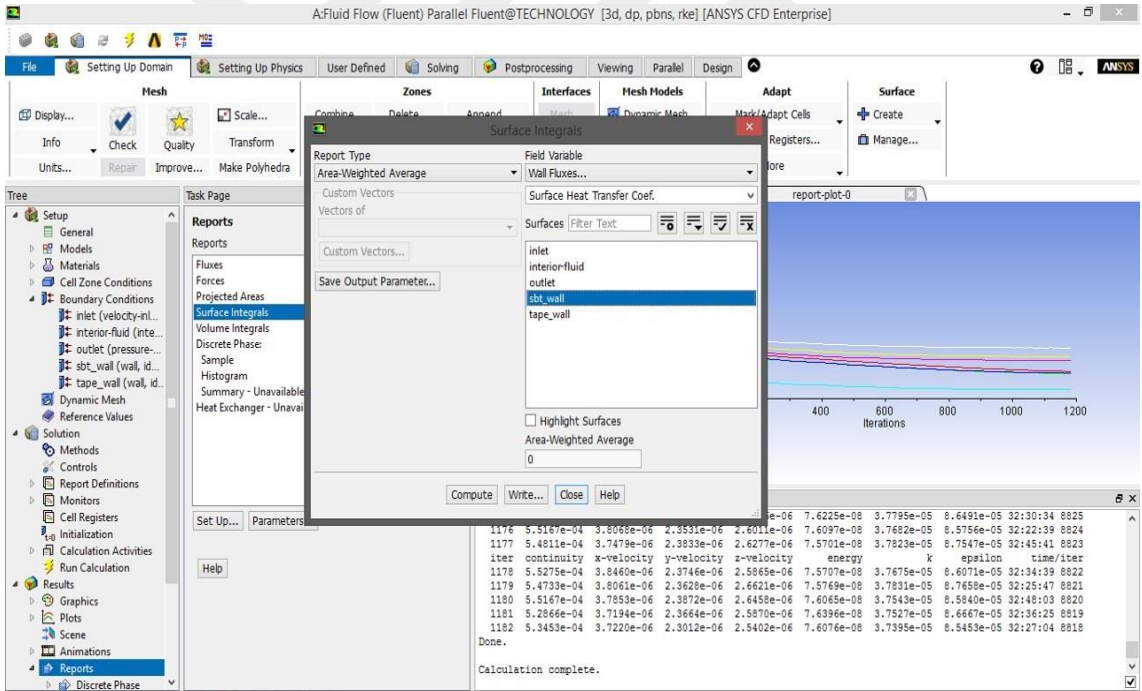 A:Fluid Flow (Fluent) Parallel Fluent@TECHNOLOGY [3d, dp, pbns, rke] [ANSYS CFD Enterprise]
File Setting Up Domain Setting Up Physics User Defined Solving Postprocessing Viewing Parallel Design ANSYS
Mesh Zones Interfaces Mesh Models Adapt Surface
Display... Scale... Combine Delete Append Mesh Dynamic Mesh Mark/Adapt Cells Create
Info Check Quality Transform Registers... Manage...
Units... Repair Improve... Make Polyhedra
Tree
Setup
General
Models
Materials
Cell Zone Conditions
Boundary Conditions
inlet (velocity-inl...
interior-fluid (inte...
outlet (pressure-...
sbt_wall (wall, id...
tape_wall (wall, id...
Dynamic Mesh
Reference Values
Solution
Methods
Controls
Report Definitions
Monitors
Cell Registers
Initialization
Calculation Activities
Run Calculation
Results
Graphics
Plots
Scene
Animations
Reports
Discrete Phase
Task Page
Reports
Reports
Fluxes
Forces
Projected Areas
Surface Integrals
Volume Integrals
Discrete Phase:
Sample
Histogram
Summary - Unavailable
Heat Exchanger - Unavai
Set Up... Parameters
Help
Surface Integrals
Report Type
Area-Weighted Average
Custom Vectors
Vectors of
Custom Vectors...
Save Output Parameter...
Field Variable
Wall Fluxes...
Surface Heat Transfer Coef.
Surfaces Filter Text
inlet
interior-fluid
outlet
sbt_wall
tape_wall
Highlight Surfaces
Area-Weighted Average
0
Compute Write... Close Help
report-plot-0
400 600 800 1000 1200
Iterations
e-06 7.6225e-08 3.7795e-05 8.6491e-05 32:30:34 8825
1176 5.5167e-04 3.8068e-06 2.3531e-06 2.6011e-06 7.6097e-08 3.7682e-05 8.5756e-05 32:22:39 8824
1177 5.4811e-04 3.7479e-06 2.3833e-06 2.6277e-06 7.5701e-08 3.7823e-05 8.7547e-05 32:45:41 8823
iter continuity x-velocity y-velocity z-velocity energy k epsilon time/iter
1178 5.5275e-04 3.8460e-06 2.3746e-06 2.5865e-06 7.5707e-08 3.7675e-05 8.6071e-05 32:34:39 8822
1179 5.4733e-04 3.8061e-06 2.3628e-06 2.6621e-06 7.5769e-08 3.7831e-05 8.7658e-05 32:25:47 8821
1180 5.5167e-04 3.7853e-06 2.3872e-06 2.6458e-06 7.6065e-08 3.7543e-05 8.5840e-05 32:48:03 8820
1181 5.2866e-04 3.7194e-06 2.3664e-06 2.5870e-06 7.6396e-08 3.7527e-05 8.6667e-05 32:36:25 8819
1182 5.3453e-04 3.7220e-06 2.3012e-06 2.5402e-06 7.6076e-08 3.7395e-05 8.5453e-05 32:27:04 8818
Done.
Calculation complete.